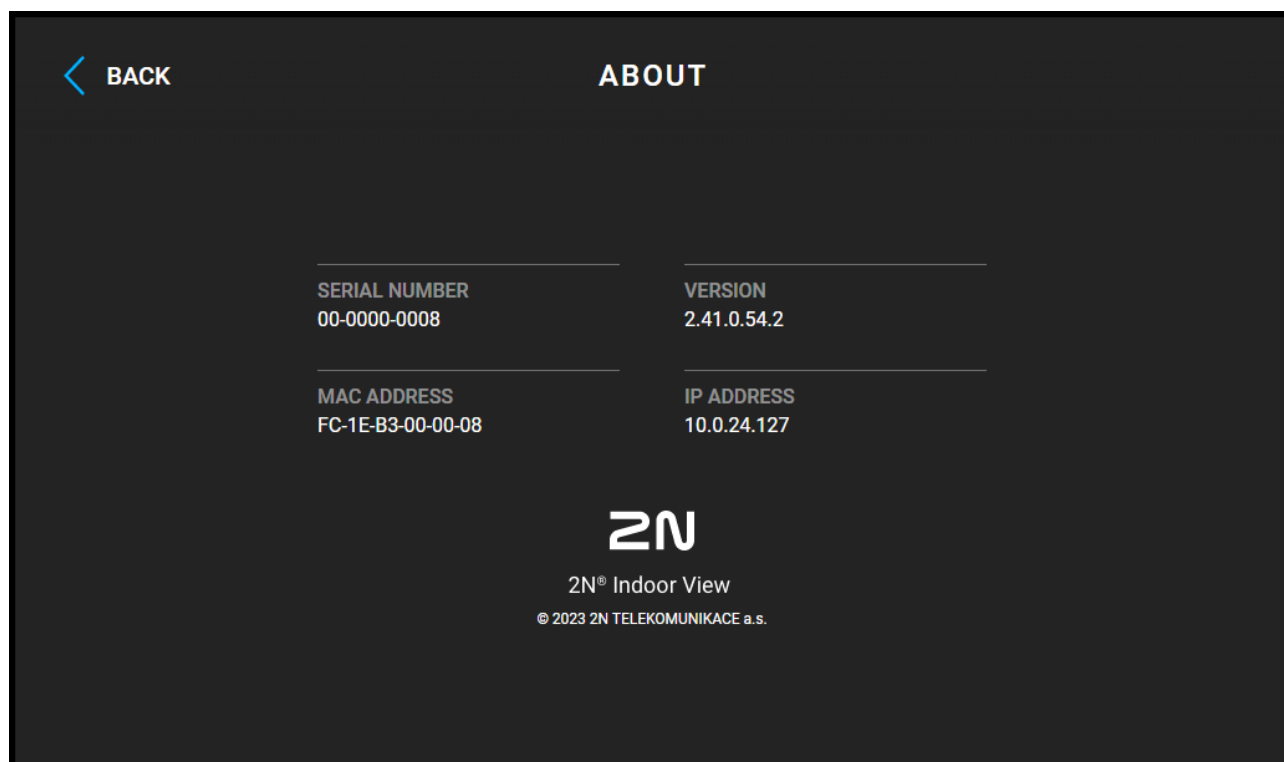 BACK
ABOUT
SERIAL NUMBER
00-0000-0008
VERSION
2.41.0.54.2
MAC ADDRESS
FC-1E-B3-00-00-08
IP ADDRESS
10.0.24.127
2N
2N® Indoor View
© 2023 2N TELEKOMUNIKACE a.s.